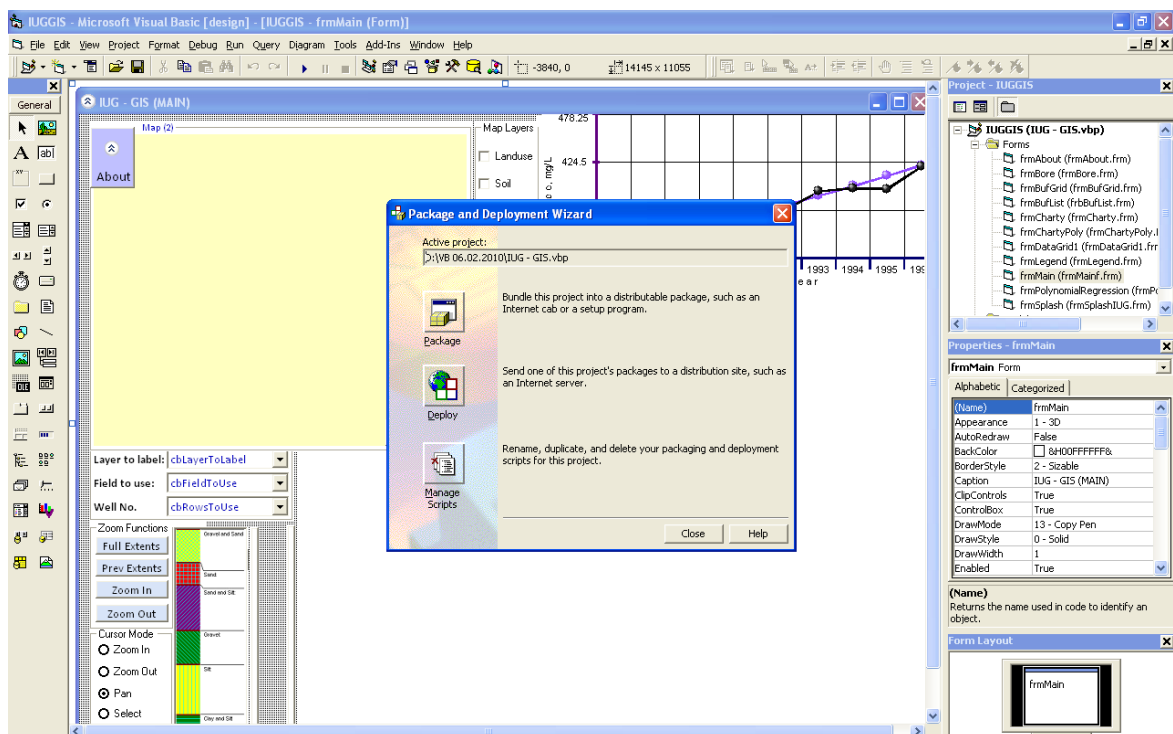 IUGGIS - Microsoft Visual Basic [design] - [IUGGIS - frmMain (Form)]
File Edit View Project Format Debug Run Query Diagram Tools Add-Ins Window Help
-3840, 0
14145 x 11055
General
IUG - GIS (MAIN)
Map (2)
About
Map Layers
Landuse
Soil
478.25
424.5
1993 1994 1995
Package and Deployment Wizard
Active project:
D:\VB 06.02.2010\IUG - GIS.vbp
Package
Bundle this project into a distributable package, such as an
Internet cab or a setup program.
Deploy
Send one of this project's packages to a distribution site, such as
an Internet server.
Manage
Scripts
Rename, duplicate, and delete your packaging and deployment
scripts for this project.
Close
Help
Layer to label: cbLayerToLabel
Field to use: cbFieldToUse
Well No. cbRowsToUse
Zoom Functions
Full Extents
Prev Extents
Zoom In
Zoom Out
Cursor Mode
Zoom In
Zoom Out
Pan
Select
Gravel and Sand
Sand
Sand and Silt
Gravel
Silt
Clay and Silt
Project - IUGGIS
IUGGIS (IUG - GIS.vbp)
Forms
frmAbout (frmAbout.frm)
frmBore (frmBore.frm)
frmBufGrid (frmBufGrid.frm)
frmBufList (frbBufList.frm)
frmCharty (frmCharty.frm)
frmChartyPoly (frmChartyPoly.
frmDataGrid1 (frmDataGrid1.fr
frmLegend (frmLegend.frm)
frmMain (frmMainf.frm)
frmPolynomialRegression (frmP
frmSplash (frmSplashIUG.frm)
Properties - frmMain
frmMain Form
Alphabetic Categorized
(Name) frmMain
Appearance 1 - 3D
AutoRedraw False
BackColor &H00FFFFFF&
BorderStyle 2 - Sizable
Caption IUG - GIS (MAIN)
ClipControls True
ControlBox True
DrawMode 13 - Copy Pen
DrawStyle 0 - Solid
DrawWidth 1
Enabled True
(Name)
Returns the name used in code to identify an
object.
Form Layout
frmMain